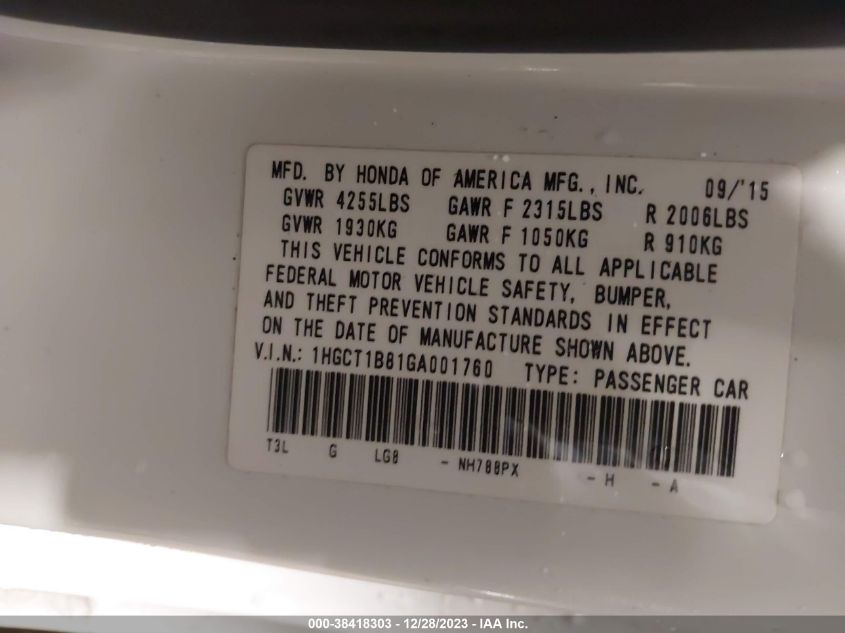 MFD. BY HONDA OF AMERICA MFG., INC. 09/'15
GVWR 4255LBS GAWR F 2315LBS R 2006LBS
GVWR 1930KG GAWR F 1050KG R 910KG
THIS VEHICLE CONFORMS TO ALL APPLICABLE
FEDERAL MOTOR VEHICLE SAFETY, BUMPER,
AND THEFT PREVENTION STANDARDS IN EFFECT
ON THE DATE OF MANUFACTURE SHOWN ABOVE.
V.I.N.: 1HGCT1B81GA001760 TYPE: PASSENGER CAR
T3L G LG0 - NH788PX - H - A
000-38418303 - 12/28/2023 - IAA Inc.